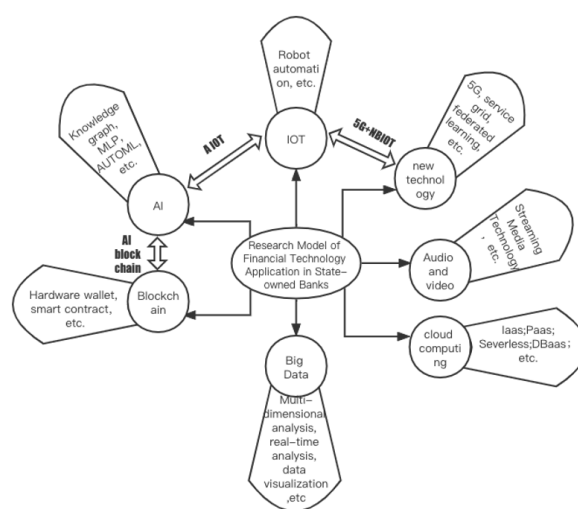 Robot
automati
on, etc.
IOT
5G, service
grid,
federated
learning,
etc.
new
technolo
gy
5G+NBIOT
A IOT
Knowledge
graph,
MLP,
AUTOML,
etc.
AI
AI
block
chain
Research Model of
Financial Technology
Application in State-
owned Banks
Streaming
Media
Technology
, etc.
Audio
and
video
Hardware wallet,
smart contract,
etc.
Blockch
ain
cloud
computi
ng
Iaas;Paas;
Severless;DBaas;
etc.
Big
Data
Multi-
dimensional
analysis,
real-time
analysis,
data
visualization
,etc